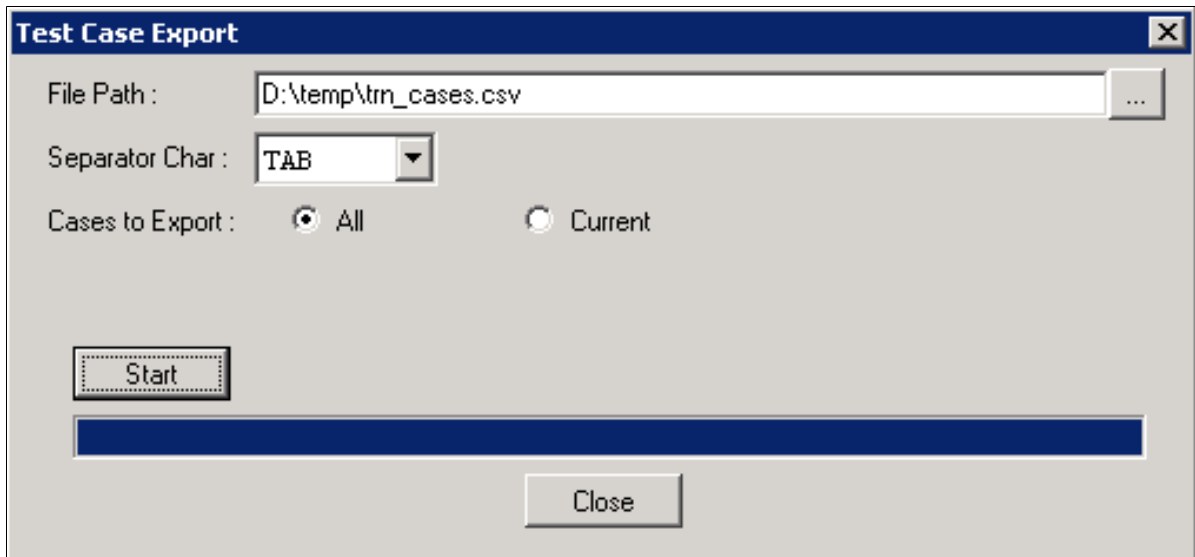 Test Case Export
File Path : D:\temp\trn_cases.csv ...
Separator Char : TAB
Cases to Export : All Current
Start
Close